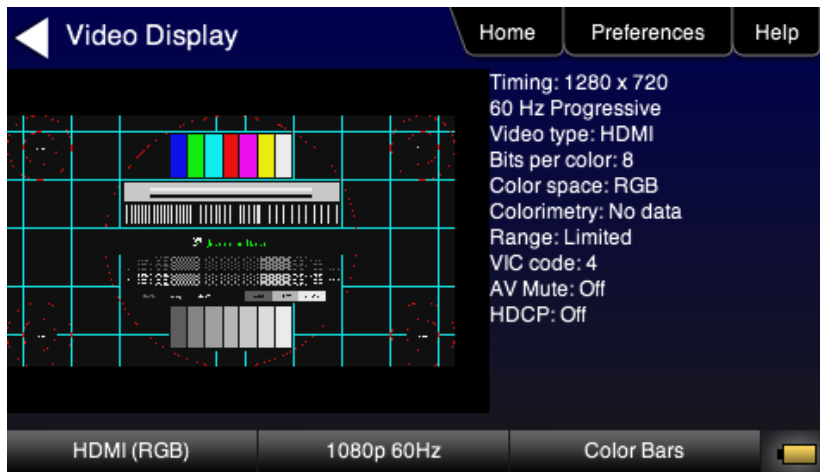 Video Display
Home
Preferences
Help
Timing: 1280 x 720
60 Hz Progressive
Video type: HDMI
Bits per color: 8
Color space: RGB
Colorimetry: No data
Range: Limited
VIC code: 4
AV Mute: Off
HDCP: Off
HDMI (RGB)
1080p 60Hz
Color Bars